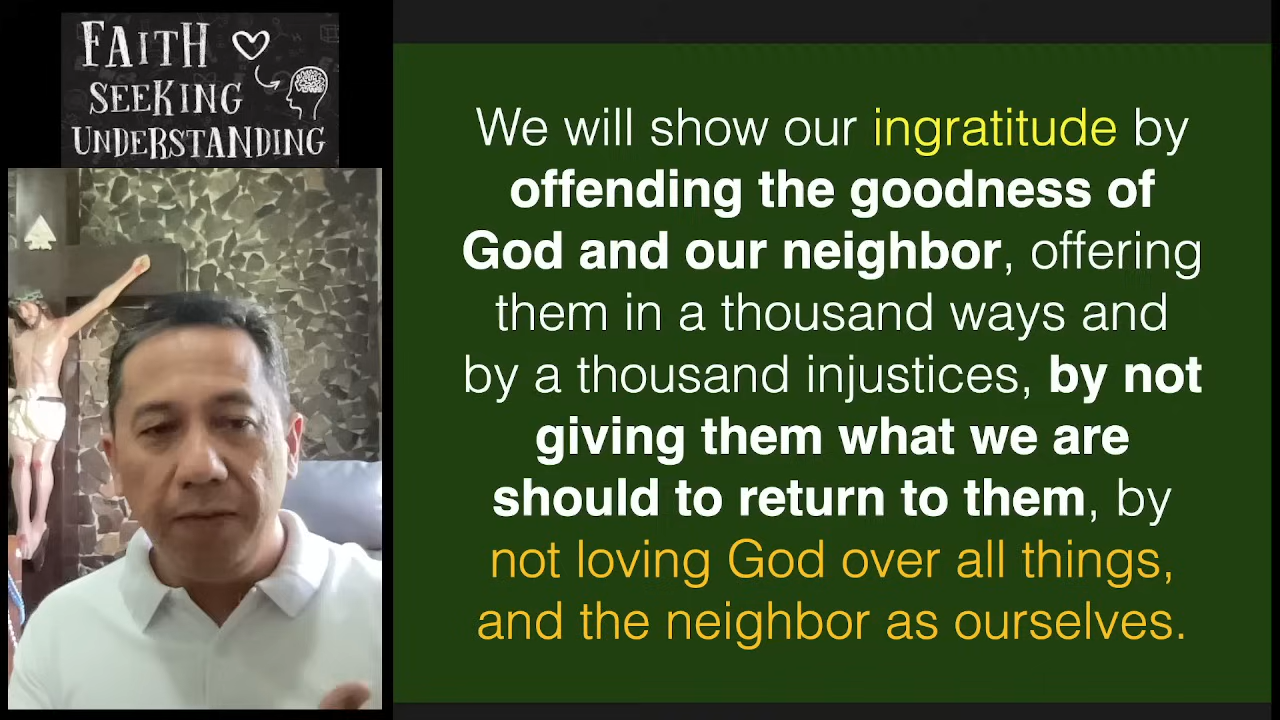 FAITH
SEEKING
UNDERSTANDING
We will show our ingratitude by
offending the goodness of
God and our neighbor, offering
them in a thousand ways and
by a thousand injustices, by not
giving them what we are
should to return to them, by
not loving God over all things,
and the neighbor as ourselves.